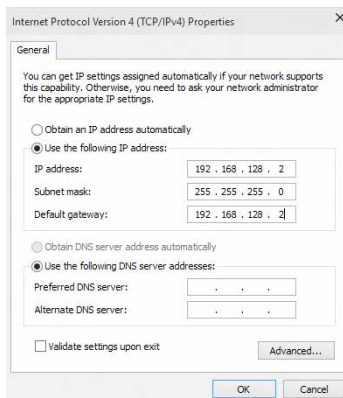 Internet Protocol Version 4 (TCP/IPv4) Properties
General
You can get IP settings assigned automatically if your network supports
this capability. Otherwise, you need to ask your network administrator
for the appropriate IP settings.
Obtain an IP address automatically
Use the following IP address:
IP address: 192 . 168 . 128 . 2
Subnet mask: 255 . 255 . 255 . 0
Default gateway: 192 . 168 . 128 . 2
Obtain DNS server address automatically
Use the following DNS server addresses:
Preferred DNS server: . . .
Alternate DNS server: . . .
Validate settings upon exit
Advanced...
OK Cancel